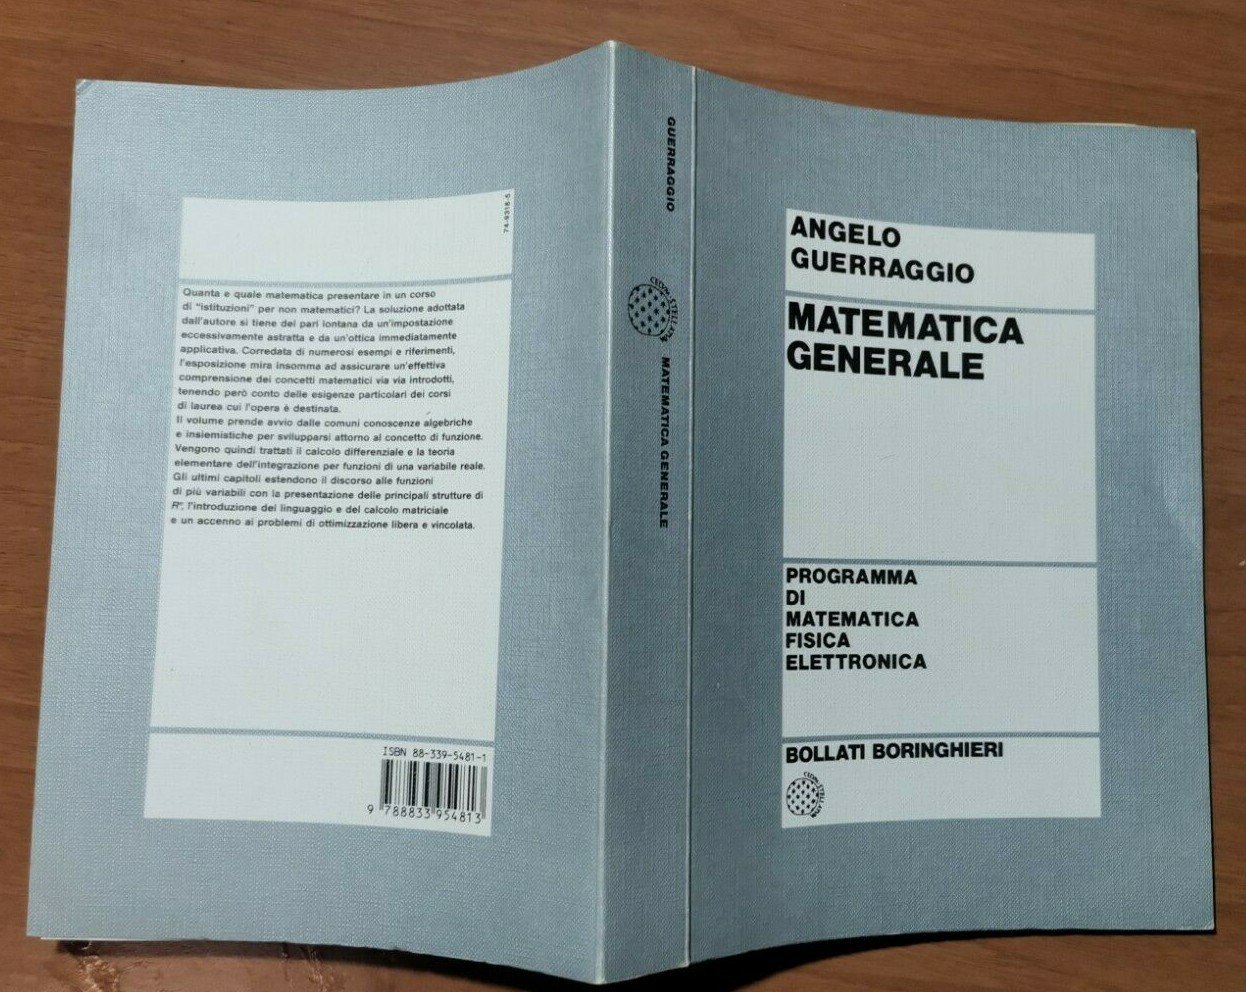 74-9318-5
Quanta e quale matematica presentare in un corso
di "istituzioni" per non matematici? La soluzione adottata
dall'autore si tiene del pari lontana da un'impostazione
eccessivamente astratta e da un'ottica immediatamente
applicativa. Corredata di numerosi esempi e riferimenti,
l'esposizione mira insomma ad assicurare un'effettiva
comprensione dei concetti matematici via via introdotti,
tenendo però conto delle esigenze particolari dei corsi
di laurea cui l'opera è destinata.
Il volume prende avvio dalle comuni conoscenze algebriche
e insiemistiche per svilupparsi attorno al concetto di funzione.
Vengono quindi trattati il calcolo differenziale e la teoria
elementare dell'integrazione per funzioni di una variabile reale.
Gli ultimi capitoli estendono il discorso alle funzioni
di più variabili con la presentazione delle principali strutture di
Rⁿ, l'introduzione del linguaggio e del calcolo matriciale
e un accenno ai problemi di ottimizzazione libera e vincolata.
ISBN 88-339-5481-1
9 788833 954813
GUERRAGGIO
MATEMATICA GENERALE
ANGELO
GUERRAGGIO
MATEMATICA
GENERALE
PROGRAMMA
DI
MATEMATICA
FISICA
ELETTRONICA
BOLLATI BORINGHIERI